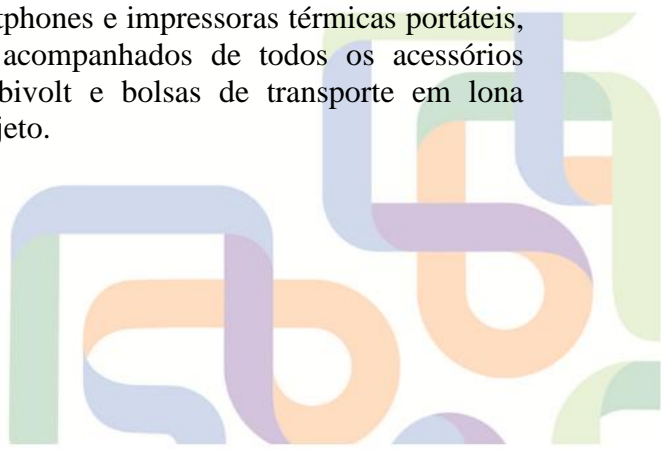 tphones e impressoras térmicas portáteis,
acompanhados de todos os acessórios
bivolt e bolsas de transporte em lona
jeto.